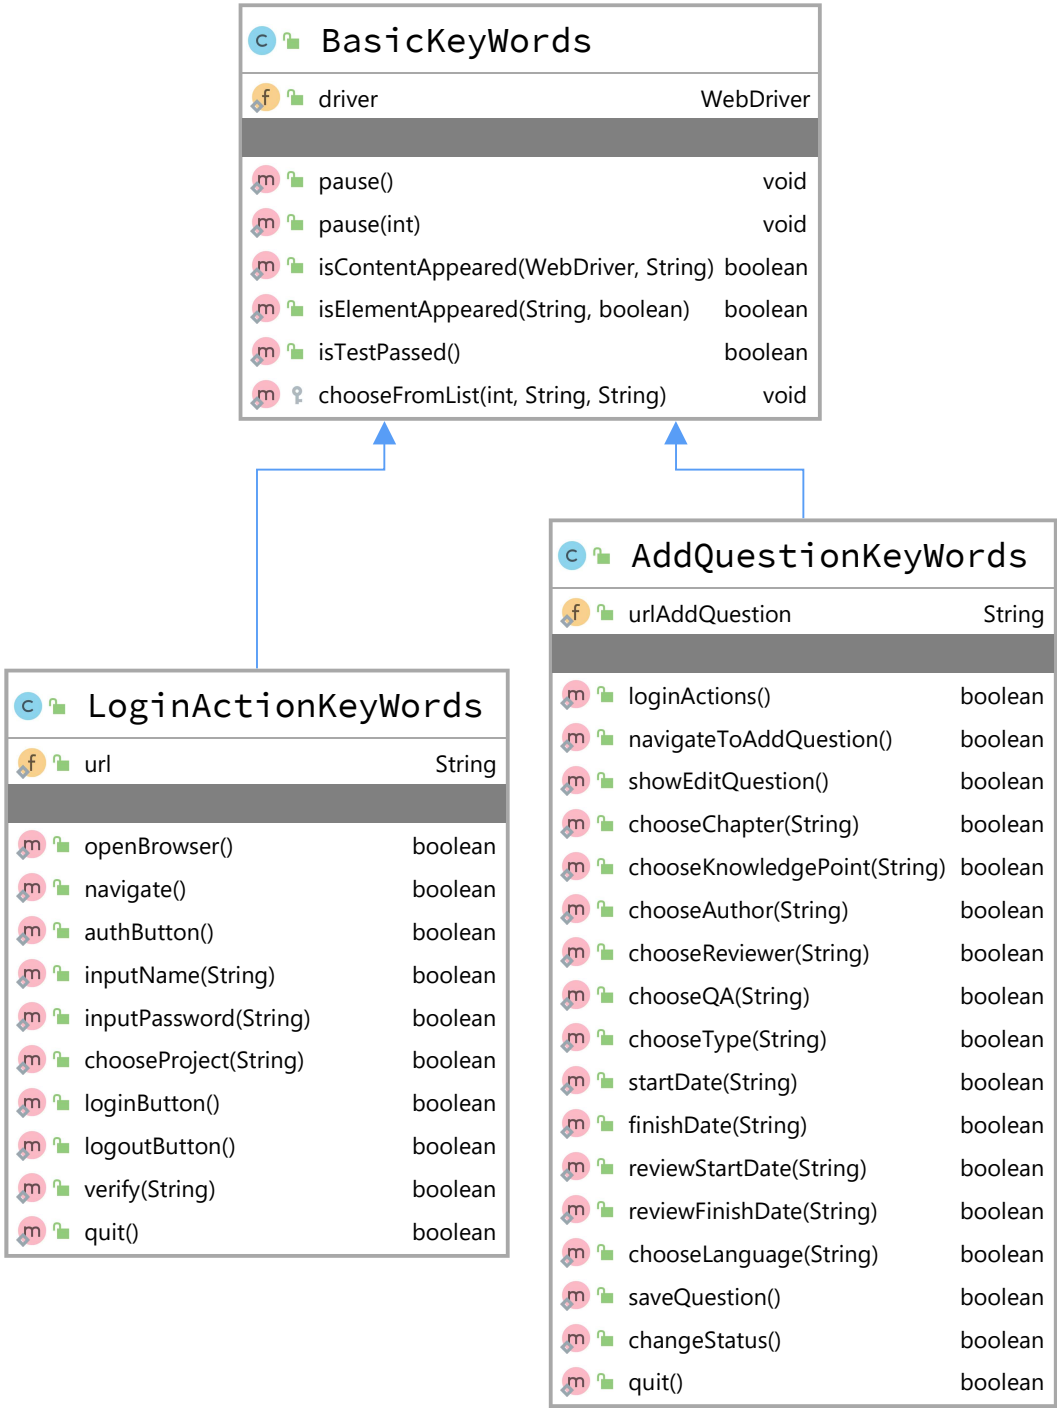 BasicKeyWords
driver WebDriver
pause() void
pause(int) void
isContentAppeared(WebDriver, String) boolean
isElementAppeared(String, boolean) boolean
isTestPassed() boolean
chooseFromList(int, String, String) void
LoginActionKeyWords
url String
openBrowser() boolean
navigate() boolean
authButton() boolean
inputName(String) boolean
inputPassword(String) boolean
chooseProject(String) boolean
loginButton() boolean
logoutButton() boolean
verify(String) boolean
quit() boolean
AddQuestionKeyWords
urlAddQuestion String
loginActions() boolean
navigateToAddQuestion() boolean
showEditQuestion() boolean
chooseChapter(String) boolean
chooseKnowledgePoint(String) boolean
chooseAuthor(String) boolean
chooseReviewer(String) boolean
chooseQA(String) boolean
chooseType(String) boolean
startDate(String) boolean
finishDate(String) boolean
reviewStartDate(String) boolean
reviewFinishDate(String) boolean
chooseLanguage(String) boolean
saveQuestion() boolean
changeStatus() boolean
quit() boolean